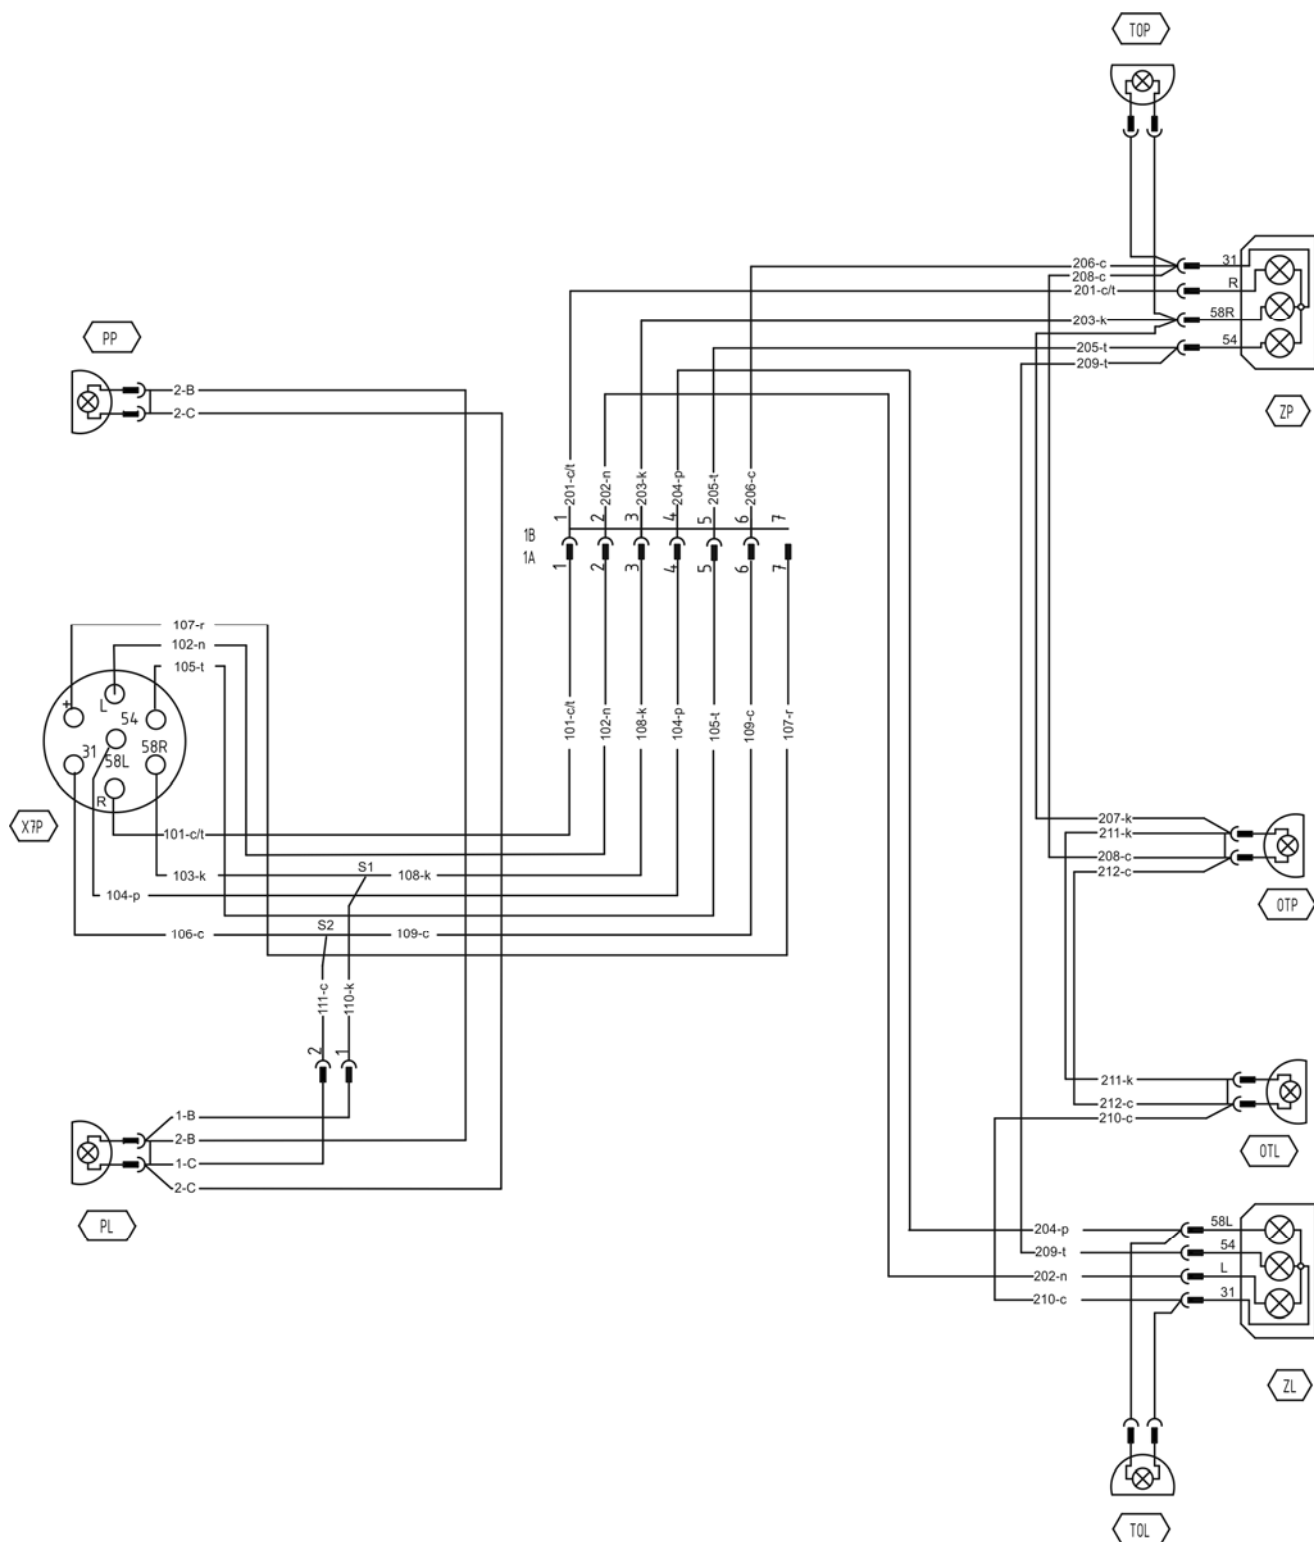 TOP
206-c
31
208-c
201-c/t
R
203-k
58R
205-t
54
209-t
ZP
PP
2-B
2-C
201-c/t
202-n
203-k
204-p
205-t
206-c
1 2 3 4 5 6 7
1B
1A
1 2 3 4 5 6 7
107-r
102-n
105-t
+
L
54
31
58L
58R
R
X7P
101-c/t
102-n
108-k
104-p
105-t
109-c
107-r
101-c/t
103-k
S1
108-k
104-p
106-c
S2
109-c
111-c
110-k
2 1
207-k
211-k
208-c
212-c
OTP
211-k
212-c
210-c
OTL
1-B
2-B
1-C
2-C
PL
204-p
58L
209-t
54
202-n
L
210-c
31
ZL
TOL